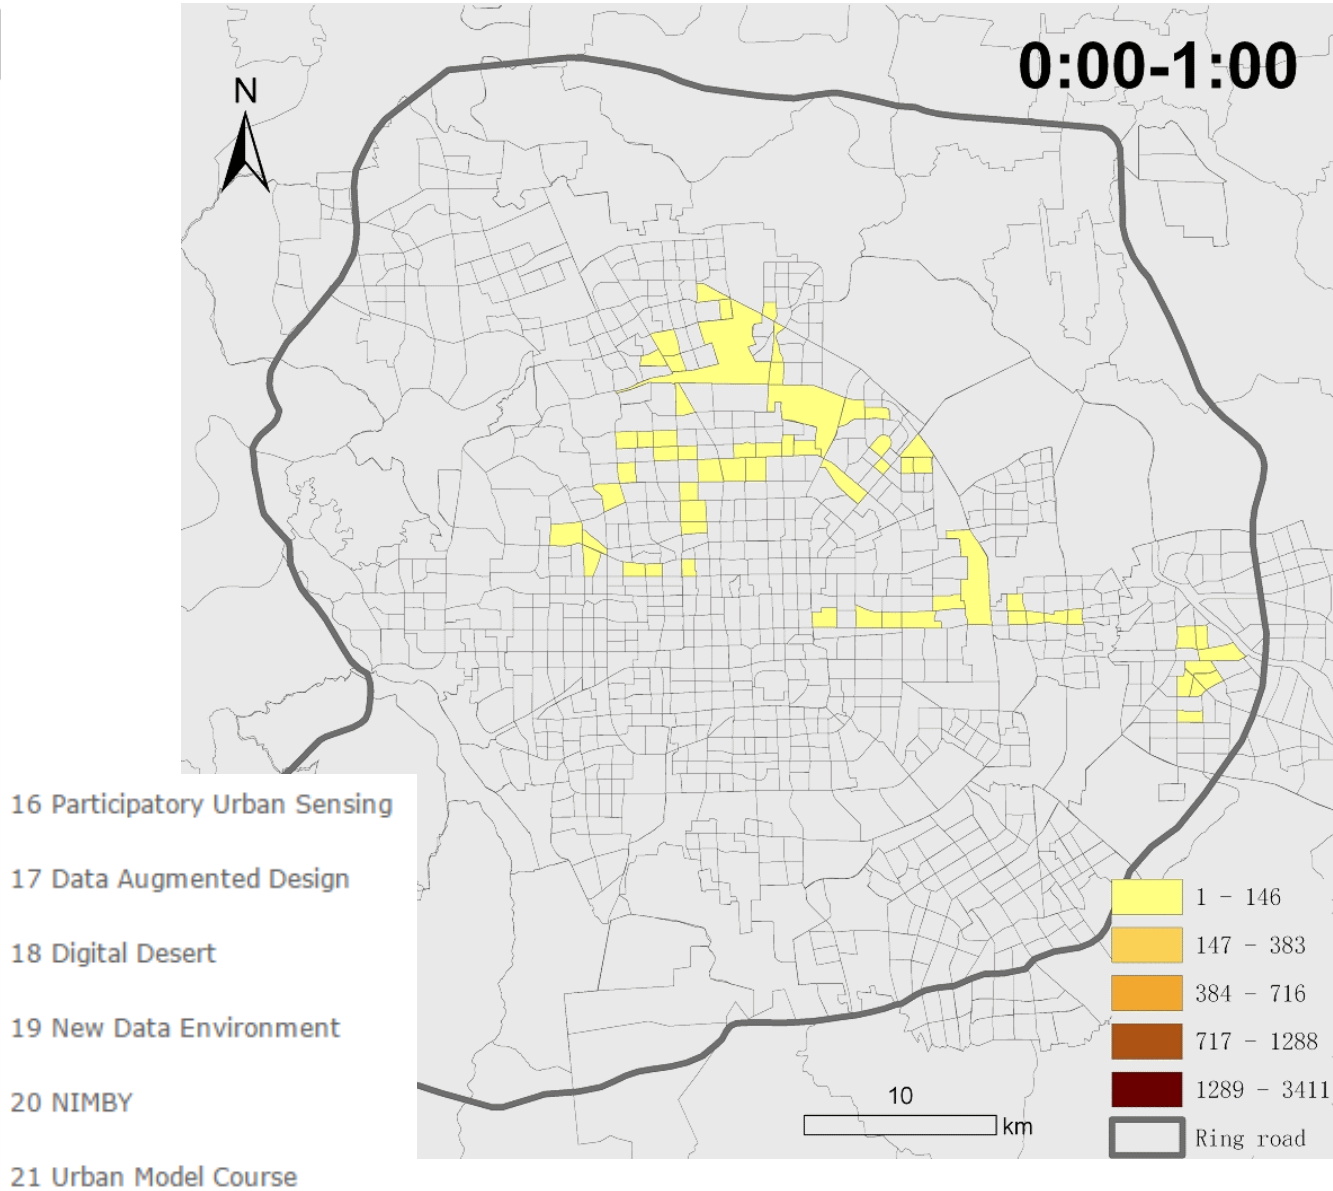 0:00-1:00
N
16 Participatory Urban Sensing
17 Data Augmented Design
18 Digital Desert
19 New Data Environment
20 NIMBY
21 Urban Model Course
1 - 146
147 - 383
384 - 716
717 - 1288
1289 - 3411
Ring road
10
km